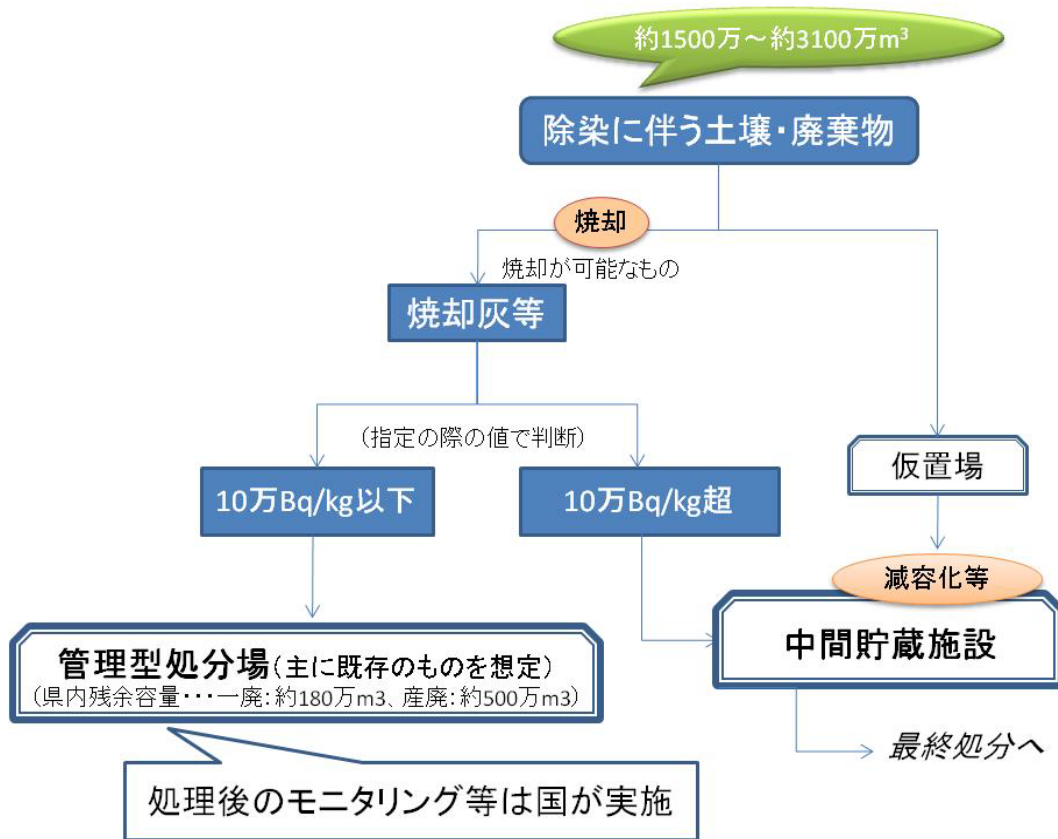 約1500万～約3100万m³
除染に伴う土壌・廃棄物
焼却
焼却が可能なもの
焼却灰等
(指定の際の値で判断)
10万Bq/kg以下
10万Bq/kg超
仮置場
減容化等
中間貯蔵施設
管理型処分場(主に既存のものを想定)
(県内残余容量･･･一廃:約180万m3、産廃:約500万m3)
最終処分へ
処理後のモニタリング等は国が実施